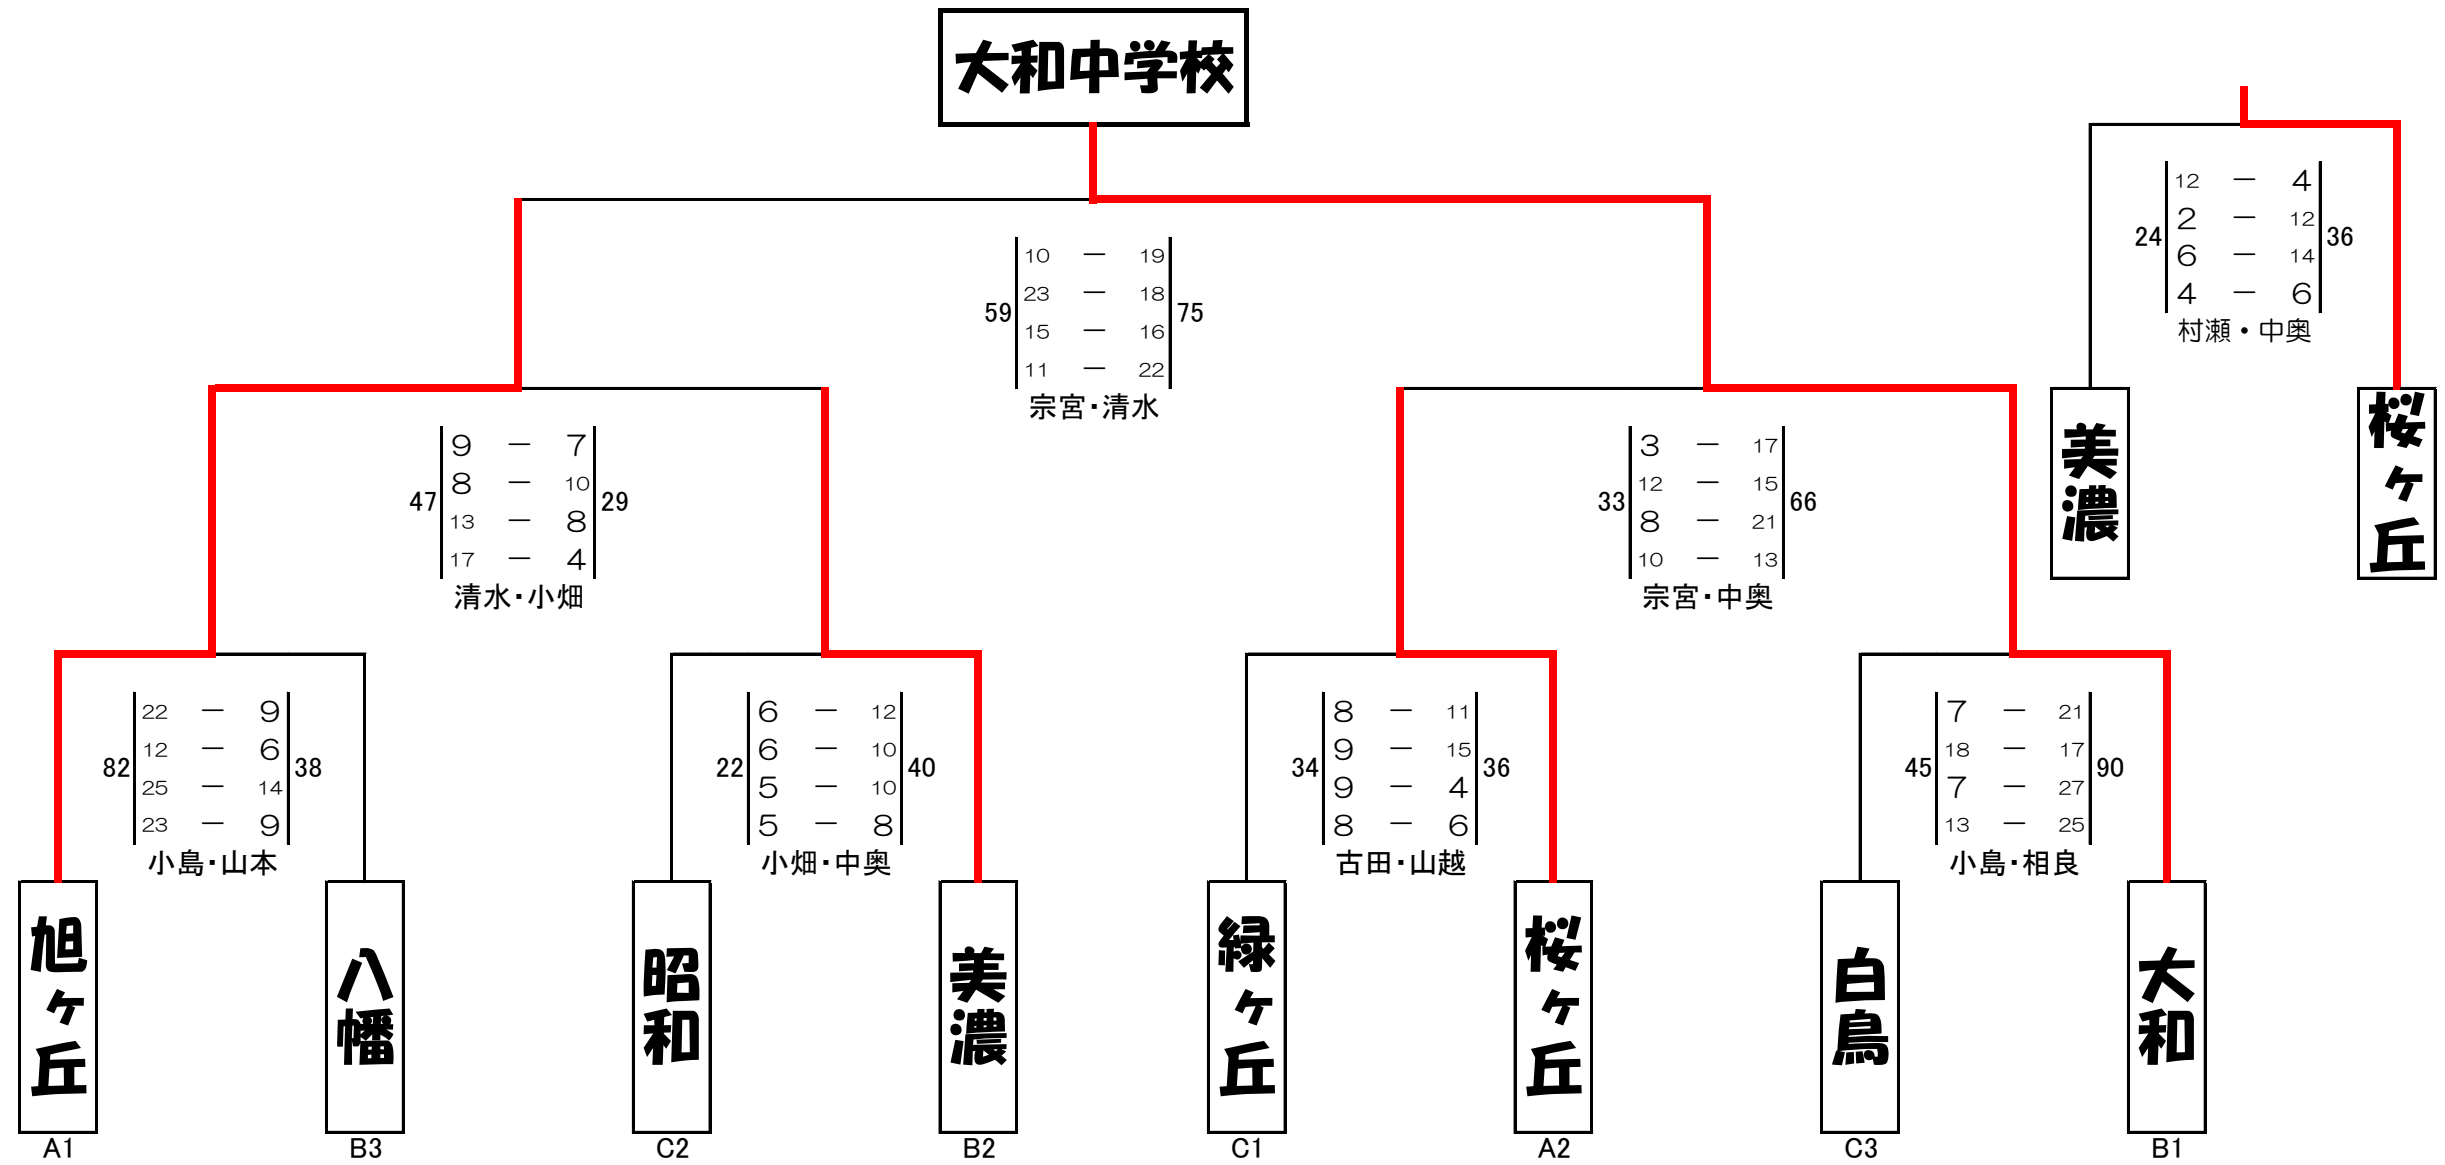 大和中学校
12 － 4
2 － 12
24 36
6 － 14
4 － 6
村瀬・中奥
美濃
桜ヶ丘
10 － 19
23 － 18
59 75
15 － 16
11 － 22
宗宮・清水
9 － 7
8 － 10
47 29
13 － 8
17 － 4
清水・小畑
3 － 17
12 － 15
33 66
8 － 21
10 － 13
宗宮・中奥
22 － 9
12 － 6
82 38
25 － 14
23 － 9
小島・山本
6 － 12
6 － 10
22 40
5 － 10
5 － 8
小畑・中奥
8 － 11
9 － 15
34 36
9 － 4
8 － 6
古田・山越
7 － 21
18 － 17
45 90
7 － 27
13 － 25
小島・相良
旭ヶ丘
八幡
昭和
美濃
緑ヶ丘
桜ヶ丘
白鳥
大和
A1 B3 C2 B2 C1 A2 C3 B1